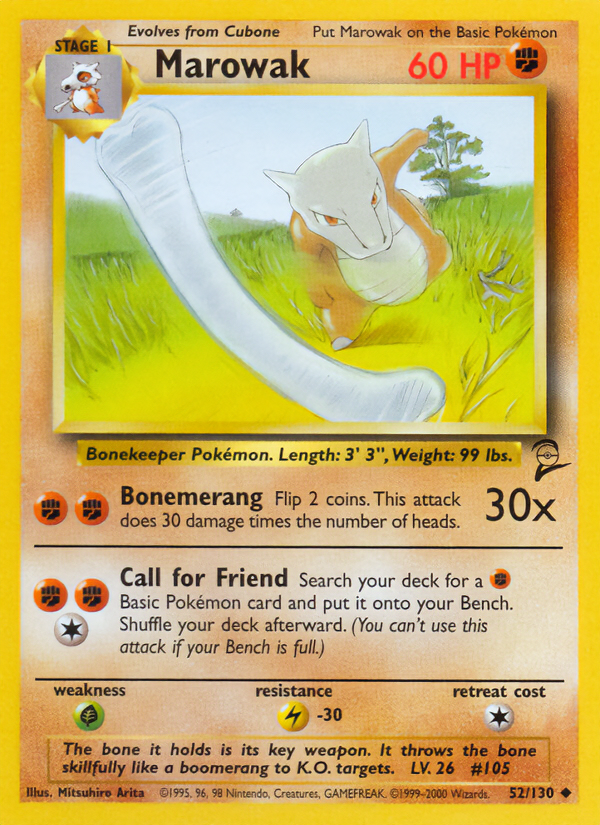 Evolves from Cubone Put Marowak on the Basic Pokémon
STAGE 1
Marowak 60 HP
Bonekeeper Pokémon. Length: 3' 3", Weight: 99 lbs.
Bonemerang Flip 2 coins. This attack
does 30 damage times the number of heads.
30x
Call for Friend Search your deck for a
Basic Pokémon card and put it onto your Bench.
Shuffle your deck afterward. (You can't use this
attack if your Bench is full.)
weakness resistance retreat cost
-30
The bone it holds is its key weapon. It throws the bone
skillfully like a boomerang to K.O. targets. LV. 26 #105
Illus. Mitsuhiro Arita ©1995, 96, 98 Nintendo, Creatures, GAMEFREAK. ©1999-2000 Wizards. 52/130